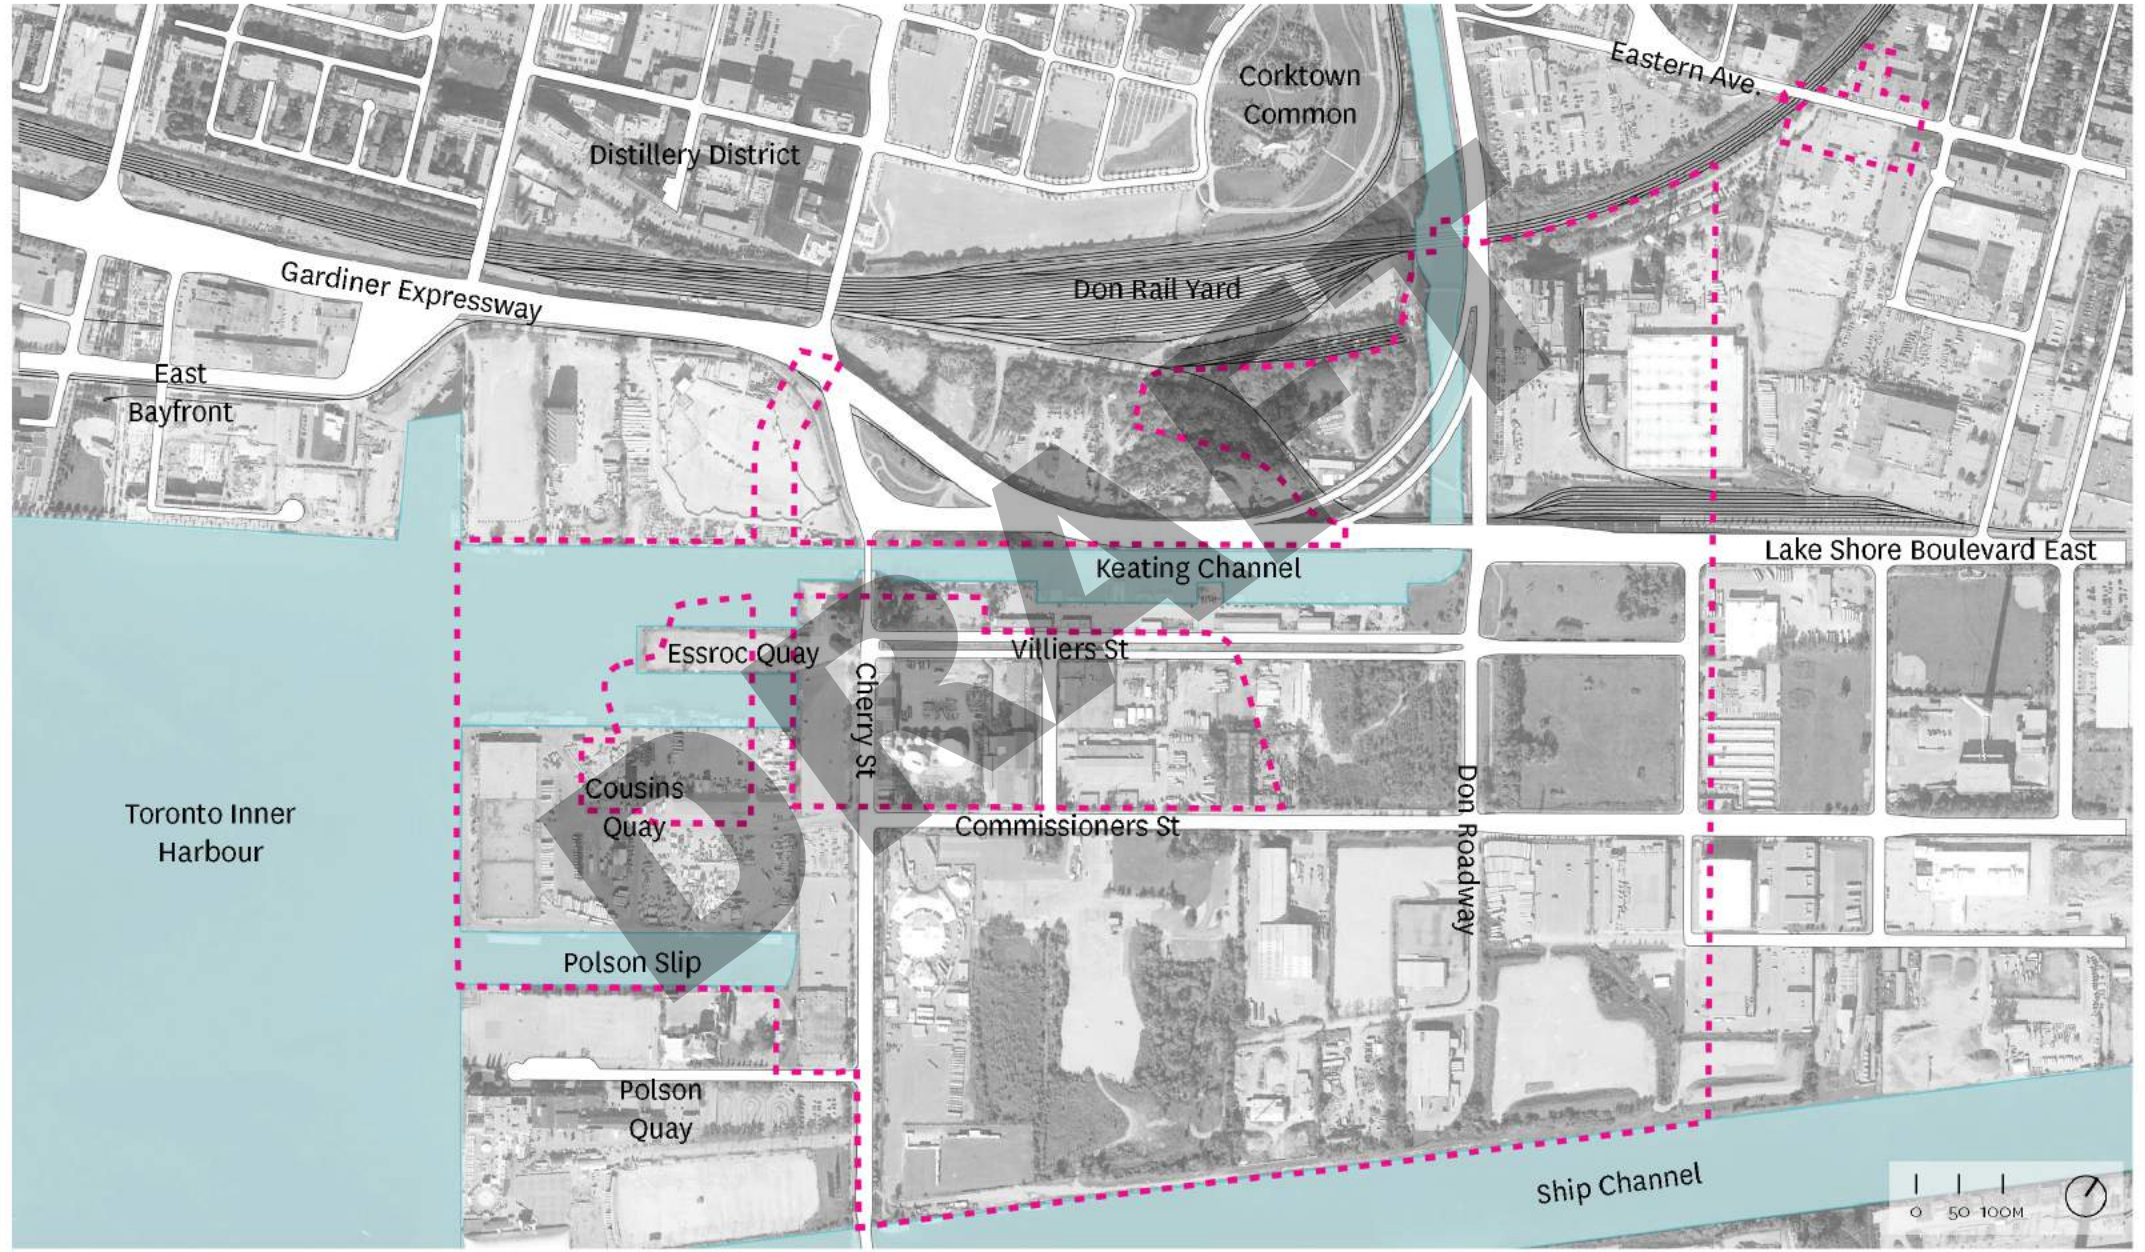 Corktown
Common
Eastern Ave.
Distillery District
Gardiner Expressway
Don Rail Yard
East
Bayfront
Lake Shore Boulevard East
Keating Channel
Essroc Quay
Villiers St
Cherry St
Cousins
Quay
Commissioners St
Don Roadway
Toronto Inner
Harbour
Polson Slip
Polson
Quay
Ship Channel
0 50 100M
DRAFT